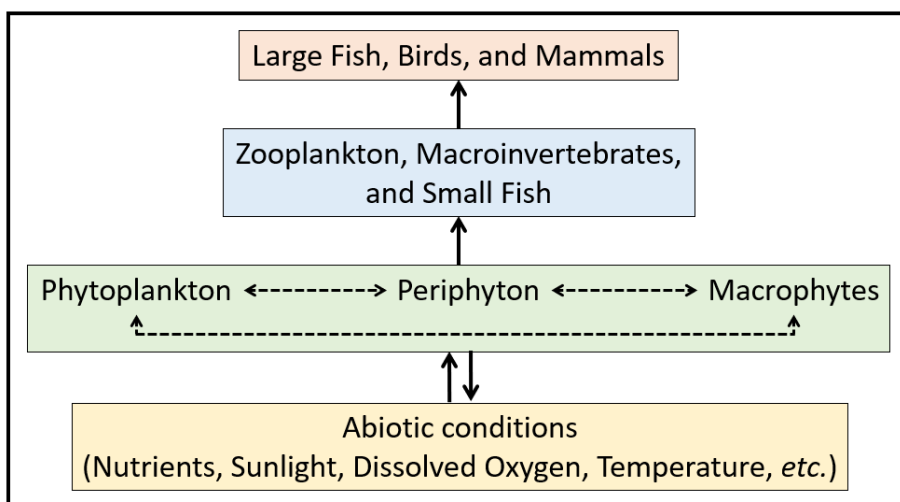 Large Fish, Birds, and Mammals
Zooplankton, Macroinvertebrates,
and Small Fish
Phytoplankton Periphyton Macrophytes
Abiotic conditions
(Nutrients, Sunlight, Dissolved Oxygen, Temperature, etc.)